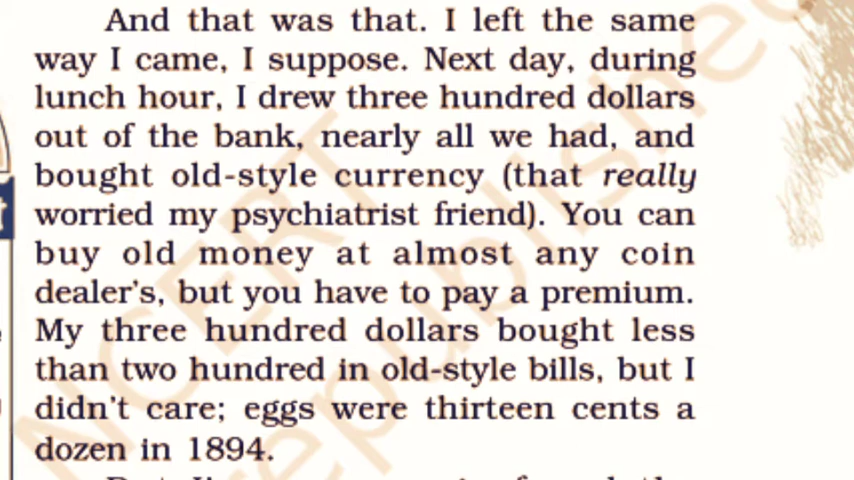 And that was that. I left the same
way I came, I suppose. Next day, during
lunch hour, I drew three hundred dollars
out of the bank, nearly all we had, and
bought old-style currency (that really
worried my psychiatrist friend). You can
buy old money at almost any coin
dealer's, but you have to pay a premium.
My three hundred dollars bought less
than two hundred in old-style bills, but I
didn't care; eggs were thirteen cents a
dozen in 1894.
NCERT
republished